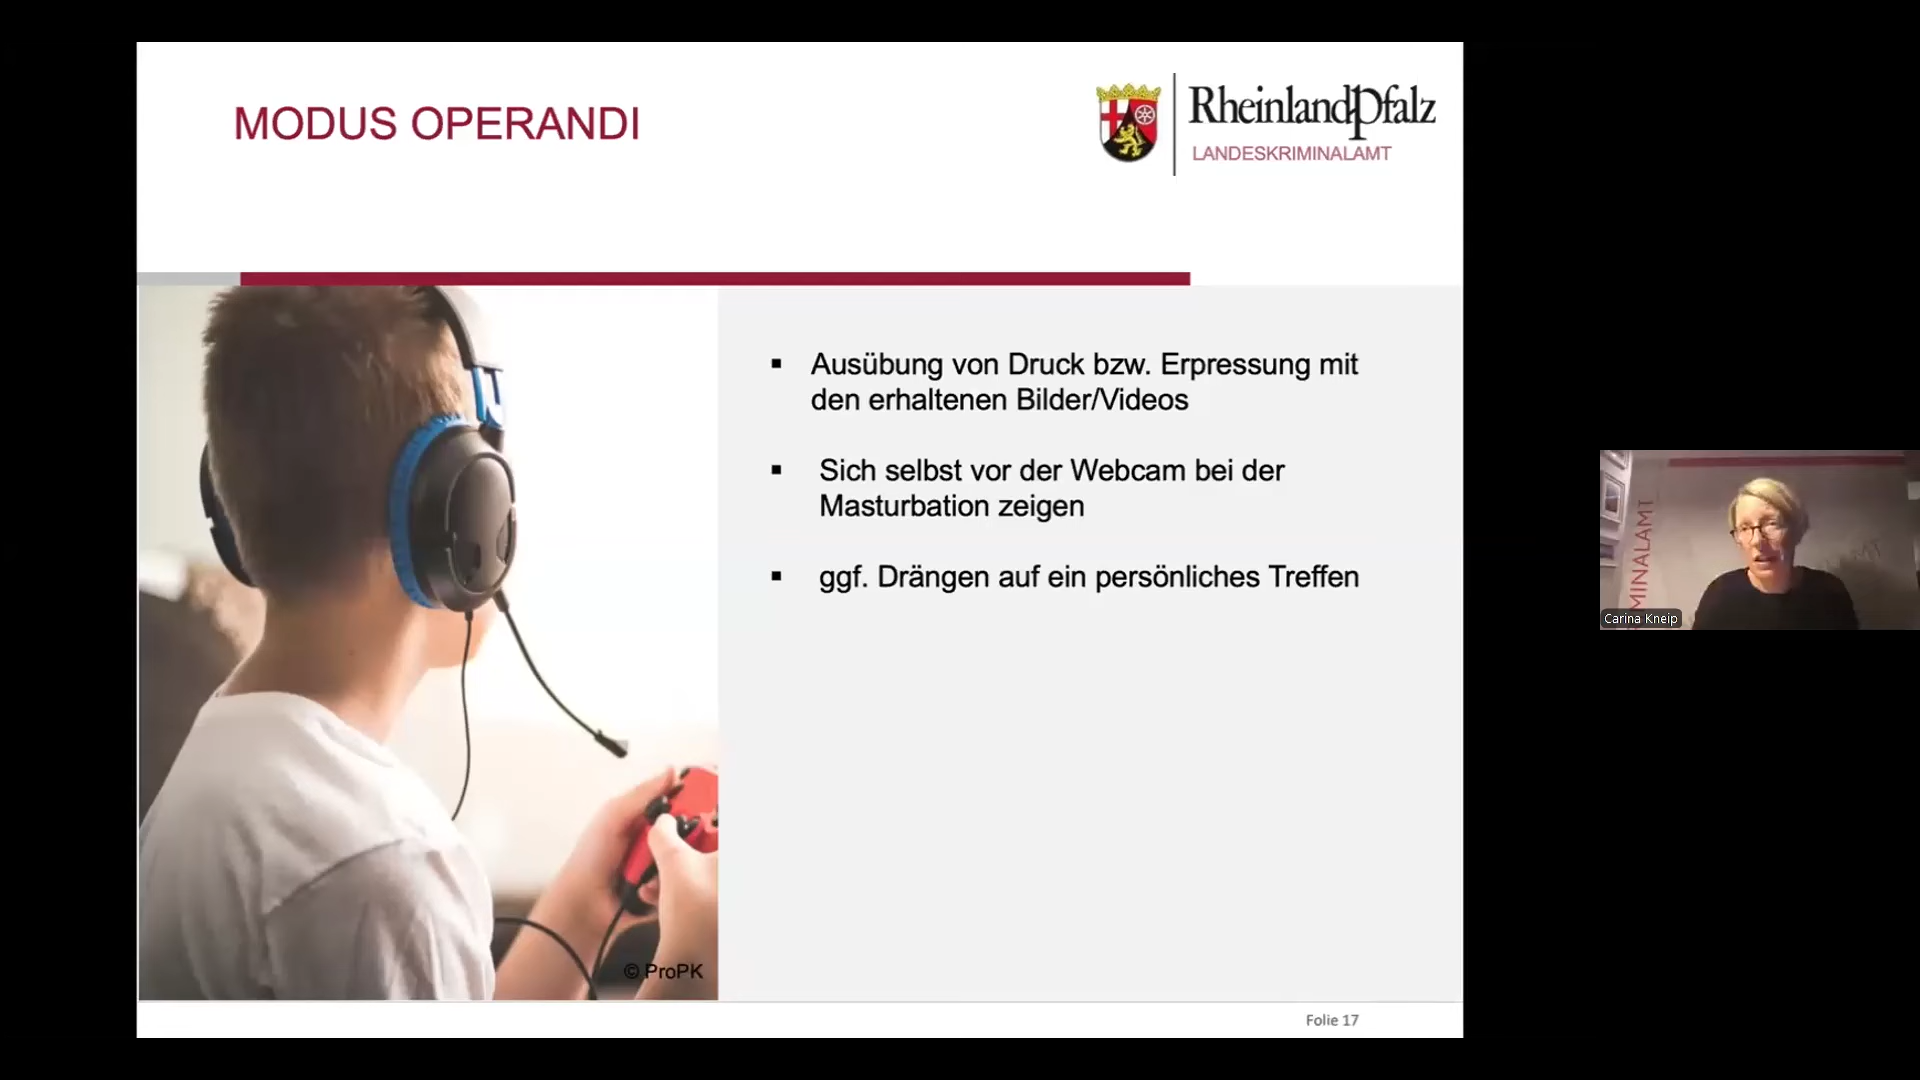 MODUS OPERANDI
RheinlandPfalz
LANDESKRIMINALAMT
▪ Ausübung von Druck bzw. Erpressung mit
den erhaltenen Bilder/Videos
▪ Sich selbst vor der Webcam bei der
Masturbation zeigen
▪ ggf. Drängen auf ein persönliches Treffen
© ProPK
Folie 17
MINALAMT
Carina Kneip